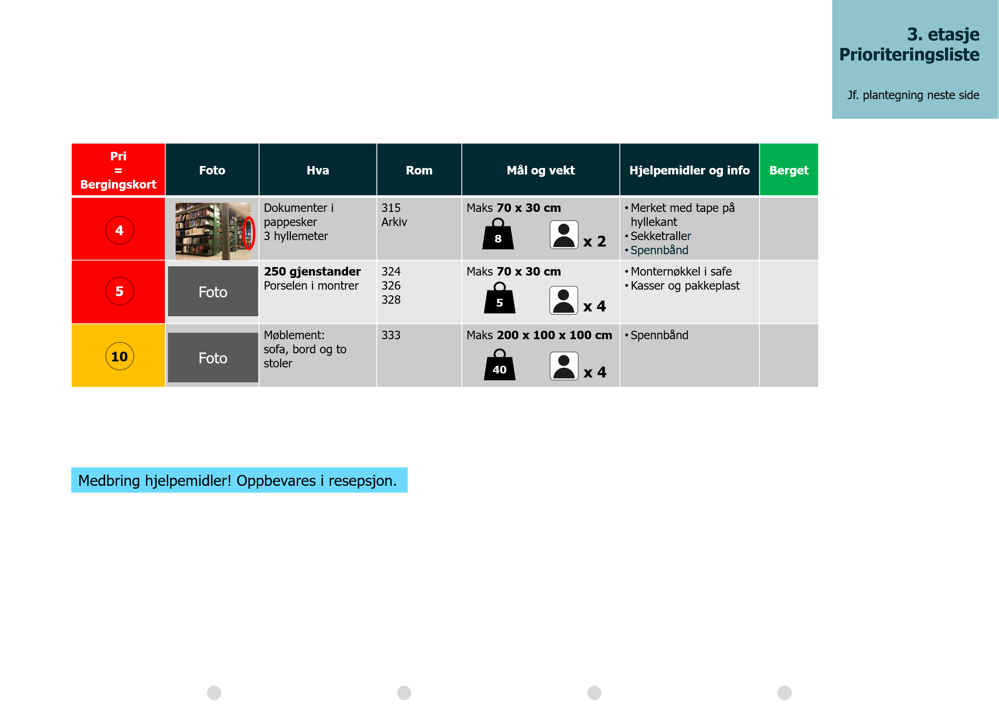 3. etasje
Prioriteringsliste
Jf. plantegning neste side
Pri
=
Bergingskort
Foto
Hva
Rom
Mål og vekt
Hjelpemidler og info
Berget
4
Dokumenter i
pappesker
3 hyllemeter
315
Arkiv
Maks 70 x 30 cm
8
x 2
• Merket med tape på
hyllekant
• Sekketraller
• Spennbånd
5
Foto
250 gjenstander
Porselen i montrer
324
326
328
Maks 70 x 30 cm
5
x 4
• Monternøkkel i safe
• Kasser og pakkeplast
10
Foto
Møblement:
sofa, bord og to
stoler
333
Maks 200 x 100 x 100 cm
40
x 4
• Spennbånd
Medbring hjelpemidler! Oppbevares i resepsjon.